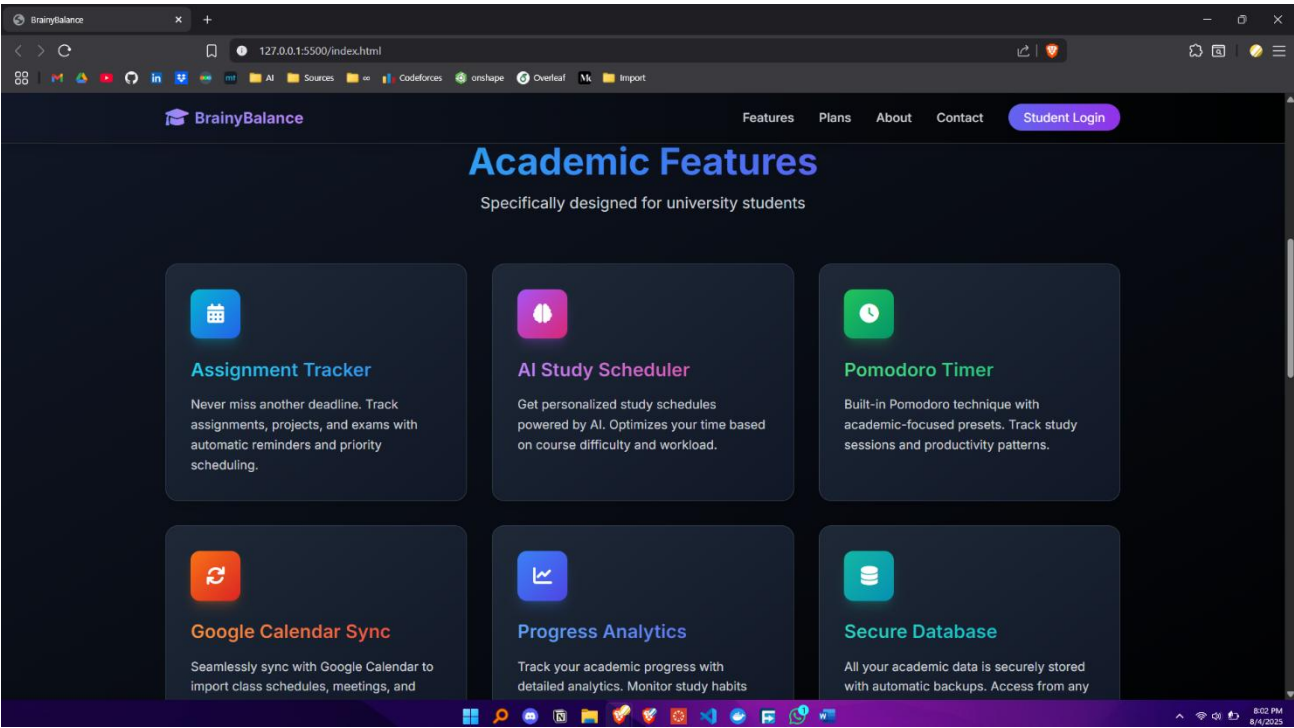 BrainyBalance
127.0.0.1:5500/index.html
in
mf
AI
Sources
∞
Codeforces
onshape
Overleaf
Import
BrainyBalance
Features
Plans
About
Contact
Student Login
Academic Features
Specifically designed for university students
Assignment Tracker
Never miss another deadline. Track
assignments, projects, and exams with
automatic reminders and priority
scheduling.
AI Study Scheduler
Get personalized study schedules
powered by AI. Optimizes your time based
on course difficulty and workload.
Pomodoro Timer
Built-in Pomodoro technique with
academic-focused presets. Track study
sessions and productivity patterns.
Google Calendar Sync
Seamlessly sync with Google Calendar to
import class schedules, meetings, and
Progress Analytics
Track your academic progress with
detailed analytics. Monitor study habits
Secure Database
All your academic data is securely stored
with automatic backups. Access from any
8:02 PM
8/4/2025